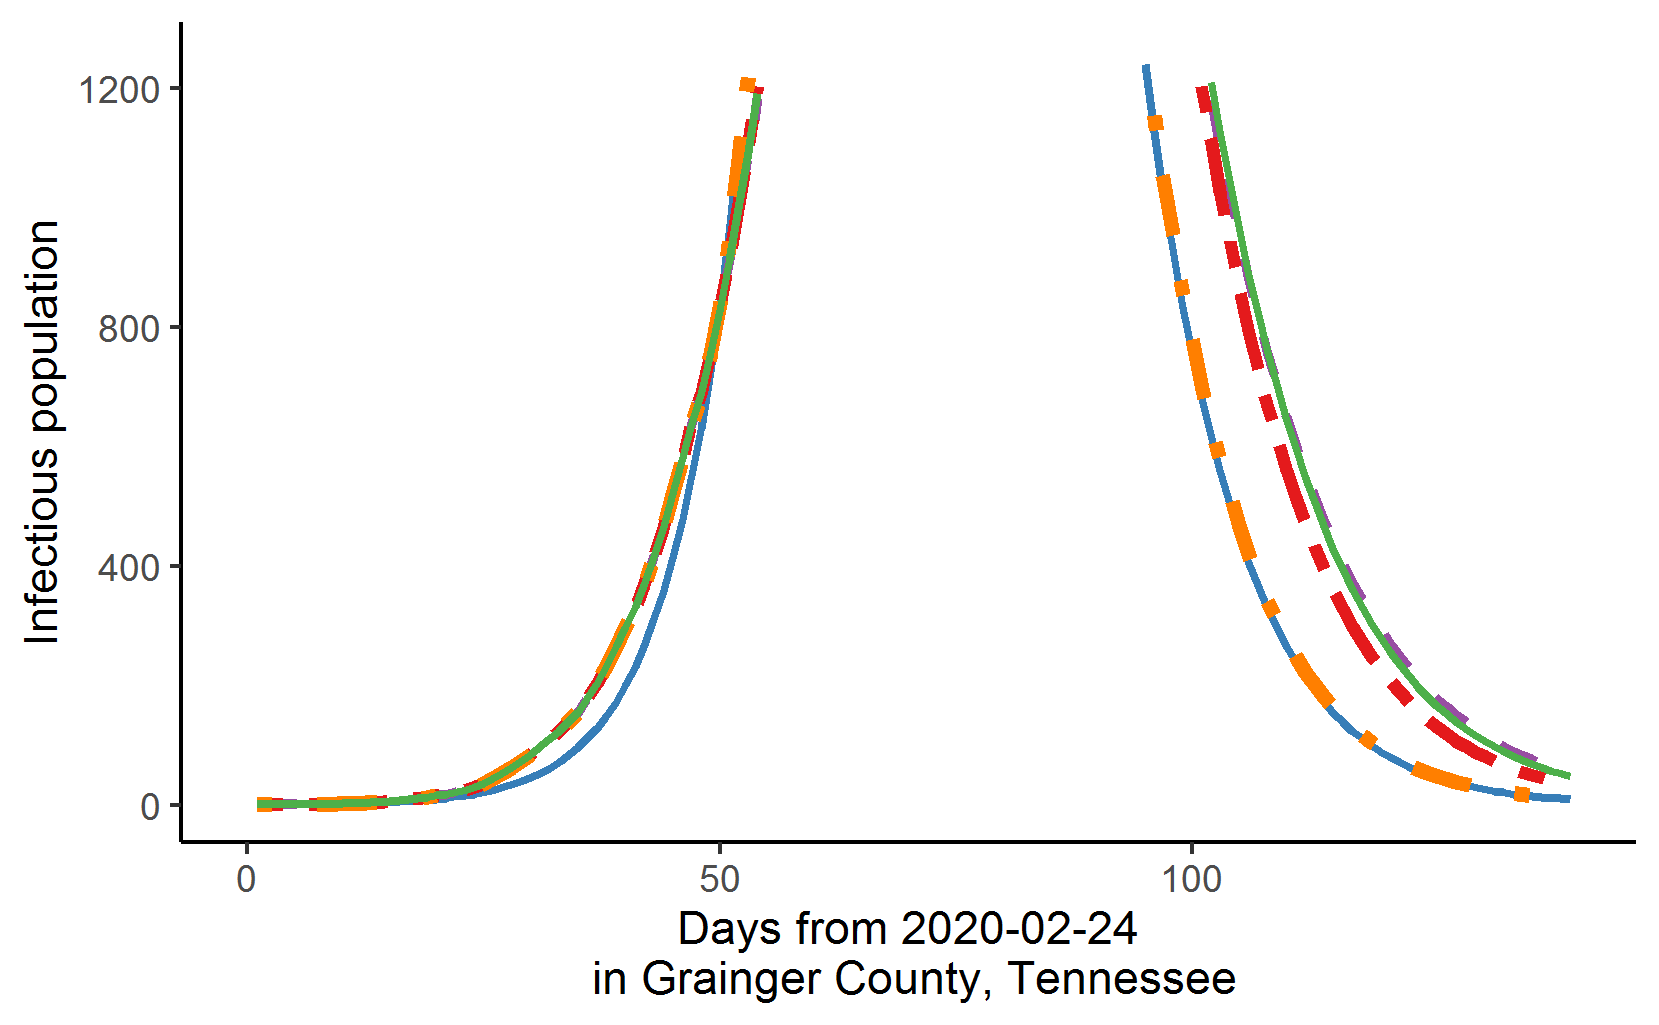 1200
800
400
0
Infectious population
0 50 100
Days from 2020-02-24
in Grainger County, Tennessee